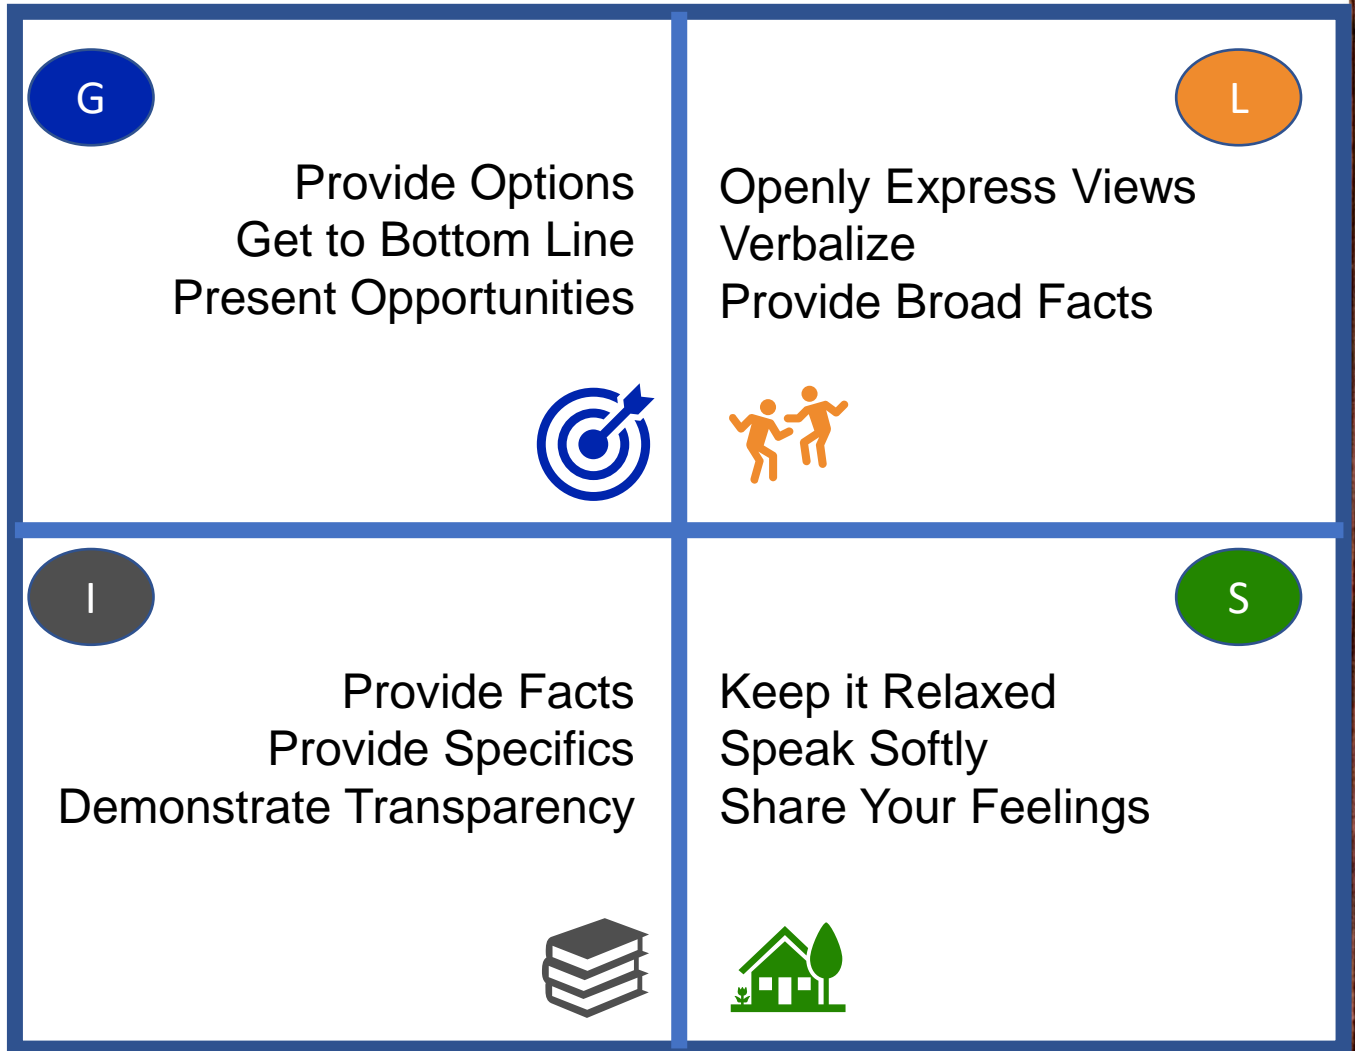 G
Provide Options
Get to Bottom Line
Present Opportunities
L
Openly Express Views
Verbalize
Provide Broad Facts
I
Provide Facts
Provide Specifics
Demonstrate Transparency
S
Keep it Relaxed
Speak Softly
Share Your Feelings